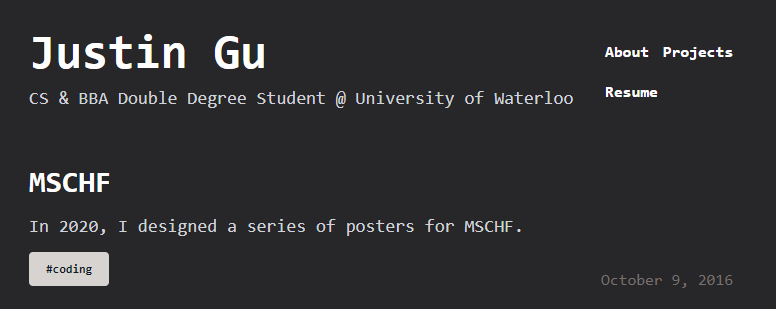 Justin Gu
About Projects
CS & BBA Double Degree Student @ University of Waterloo
Resume
MSCHF
In 2020, I designed a series of posters for MSCHF.
#coding
October 9, 2016